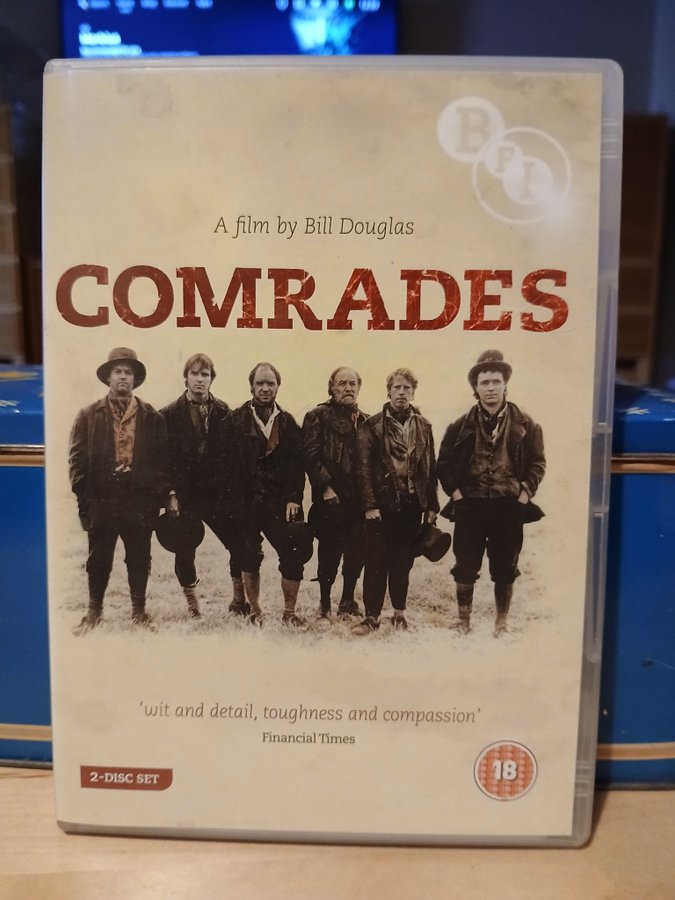 BFI
A film by Bill Douglas
COMRADES
'wit and detail, toughness and compassion'
Financial Times
2-DISC SET
18